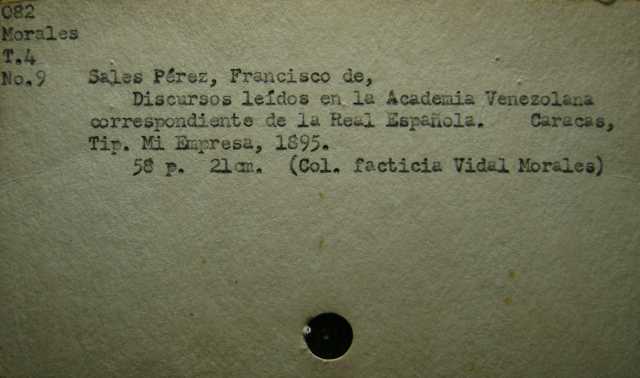 082
Morales
T.4
No.9 Sales Pérez, Francisco de,
Discursos leídos en la Academia Venezolana
correspondiente de la Real Española. Caracas,
Tip. Mi Empresa, 1895.
58 p. 21cm. (Col. facticia Vidal Morales)